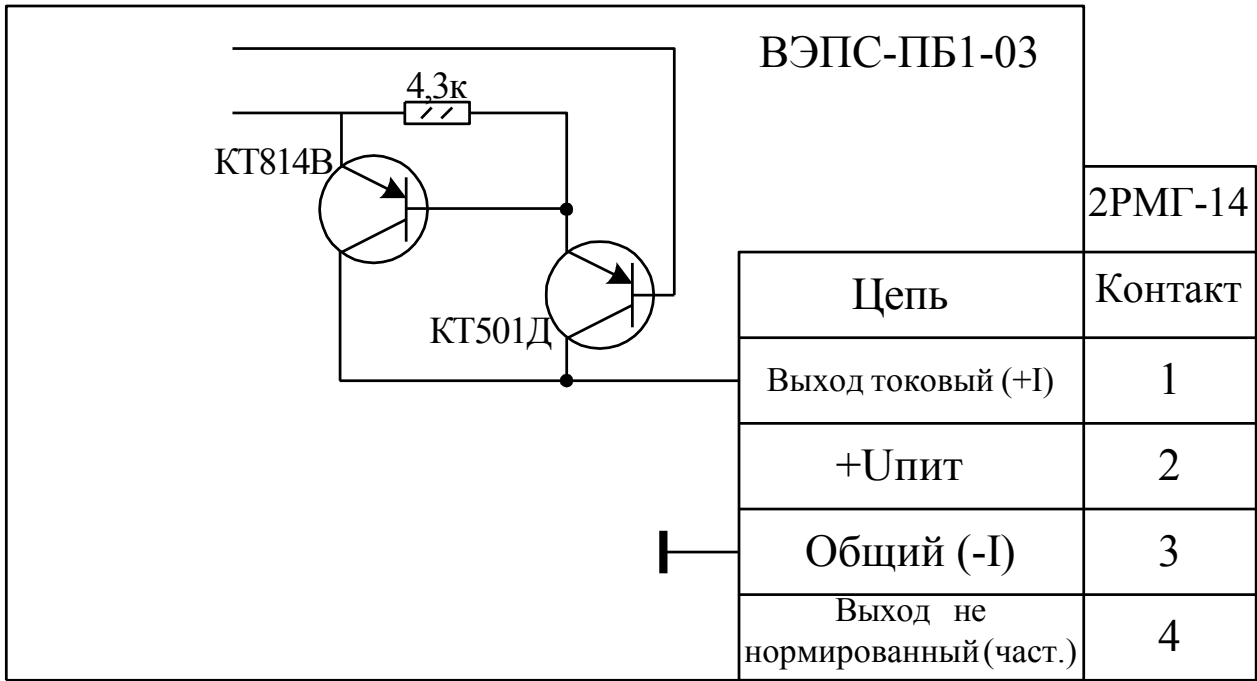 ВЭПС-ПБ1-03
4,3к
КТ814В
2РМГ-14
КТ501Д
Цепь Контакт
Выход токовый (+I) 1
+Uпит 2
Общий (-I) 3
Выход не
нормированный (част.) 4